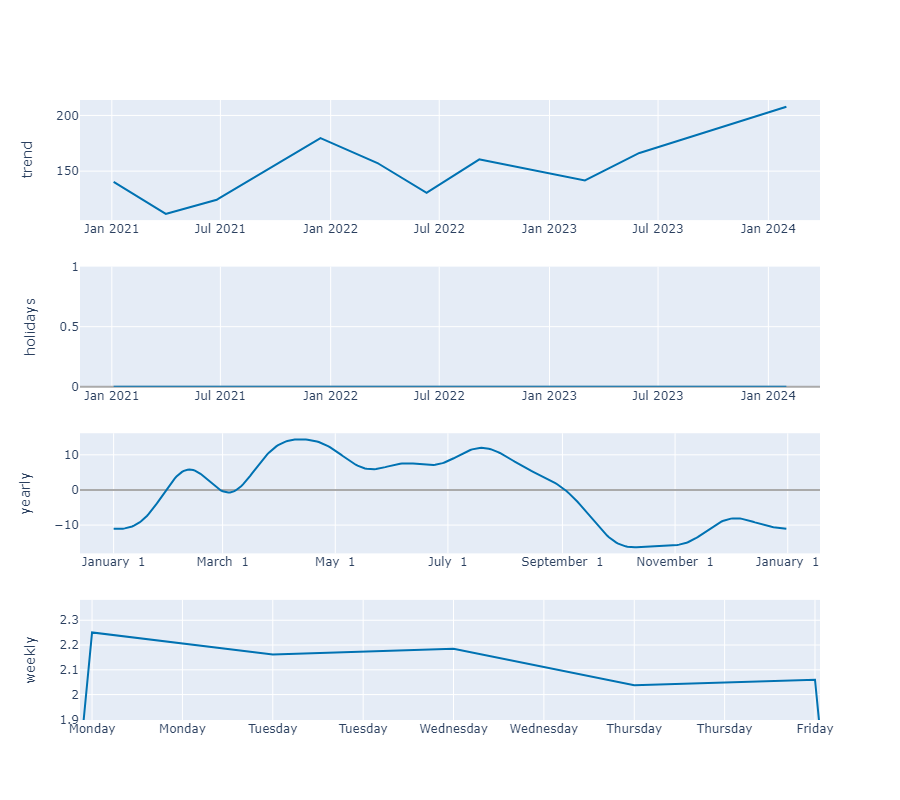 trend
200
150
Jan 2021 Jul 2021 Jan 2022 Jul 2022 Jan 2023 Jul 2023 Jan 2024
holidays
1
0.5
0
Jan 2021 Jul 2021 Jan 2022 Jul 2022 Jan 2023 Jul 2023 Jan 2024
yearly
10
0
−10
January 1 March 1 May 1 July 1 September 1 November 1 January 1
weekly
2.3
2.2
2.1
2
1.9
Monday Monday Tuesday Tuesday Wednesday Wednesday Thursday Thursday Friday